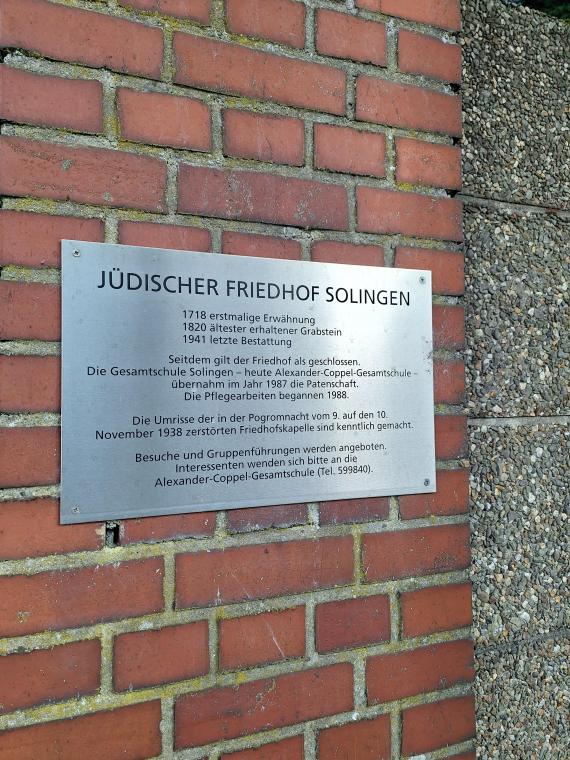 JÜDISCHER FRIEDHOF SOLINGEN
1718 erstmalige Erwähnung
1820 ältester erhaltener Grabstein
1941 letzte Bestattung
Seitdem gilt der Friedhof als geschlossen.
Die Gesamtschule Solingen – heute Alexander-Coppel-Gesamtschule –
übernahm im Jahr 1987 die Patenschaft.
Die Pflegearbeiten begannen 1988.
Die Umrisse der in der Pogromnacht vom 9. auf den 10.
November 1938 zerstörten Friedhofskapelle sind kenntlich gemacht.
Besuche und Gruppenführungen werden angeboten.
Interessenten wenden sich bitte an die
Alexander-Coppel-Gesamtschule (Tel. 599840).